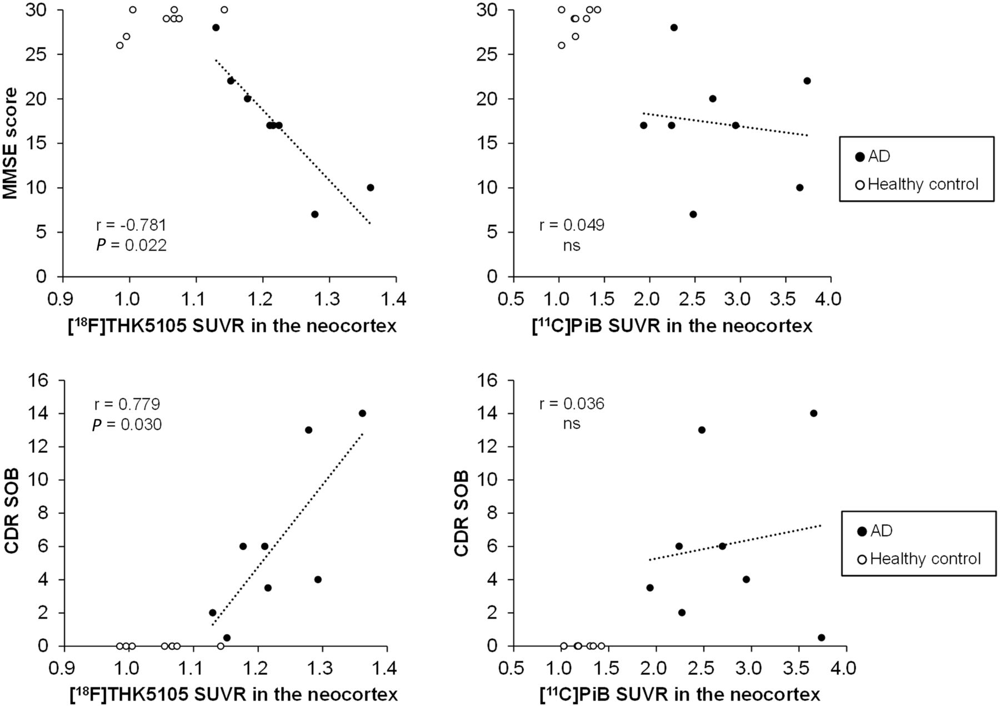 MMSE score
30
25
20
15
10
5
0
r = -0.781
P = 0.022
0.9 1.0 1.1 1.2 1.3 1.4
[¹⁸F]THK5105 SUVR in the neocortex
30
25
20
15
10
5
0
r = 0.049
ns
0.5 1.0 1.5 2.0 2.5 3.0 3.5 4.0
[¹¹C]PiB SUVR in the neocortex
AD
Healthy control
CDR SOB
16
14
12
10
8
6
4
2
0
r = 0.779
P = 0.030
0.9 1.0 1.1 1.2 1.3 1.4
[¹⁸F]THK5105 SUVR in the neocortex
CDR SOB
16
14
12
10
8
6
4
2
0
r = 0.036
ns
0.5 1.0 1.5 2.0 2.5 3.0 3.5 4.0
[¹¹C]PiB SUVR in the neocortex
AD
Healthy control